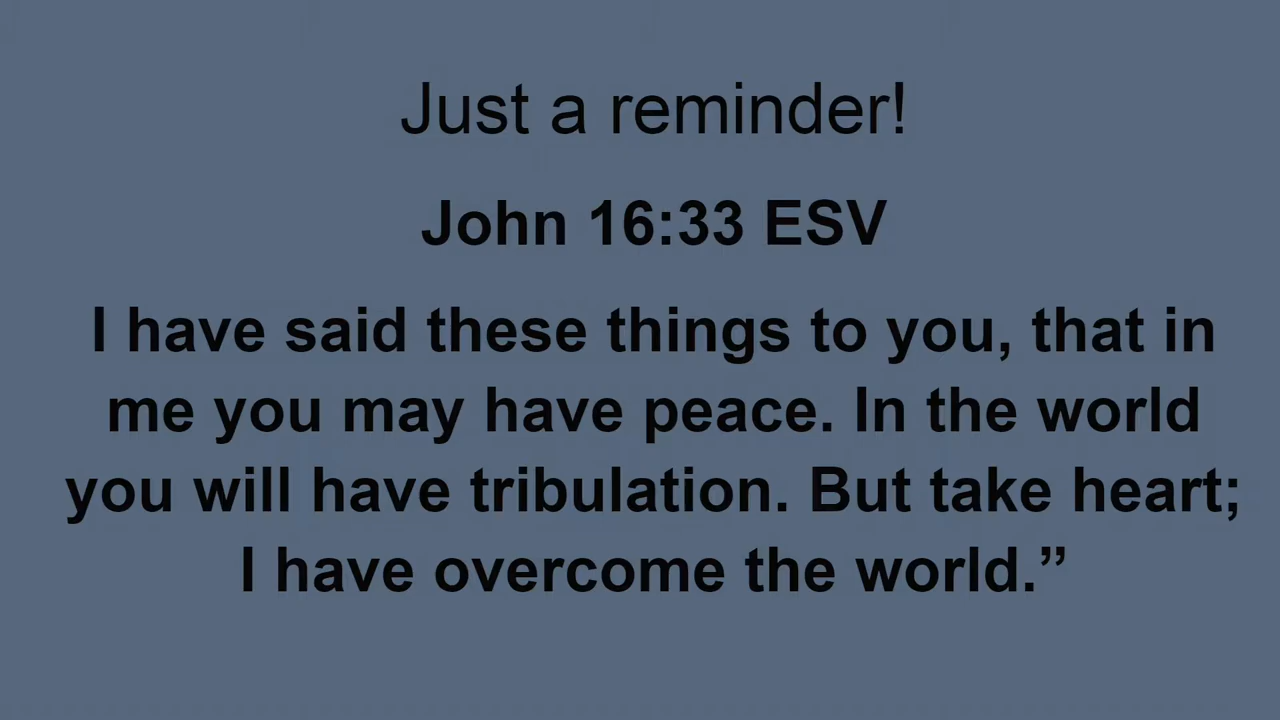 Just a reminder!
John 16:33 ESV
I have said these things to you, that in
me you may have peace. In the world
you will have tribulation. But take heart;
I have overcome the world.”